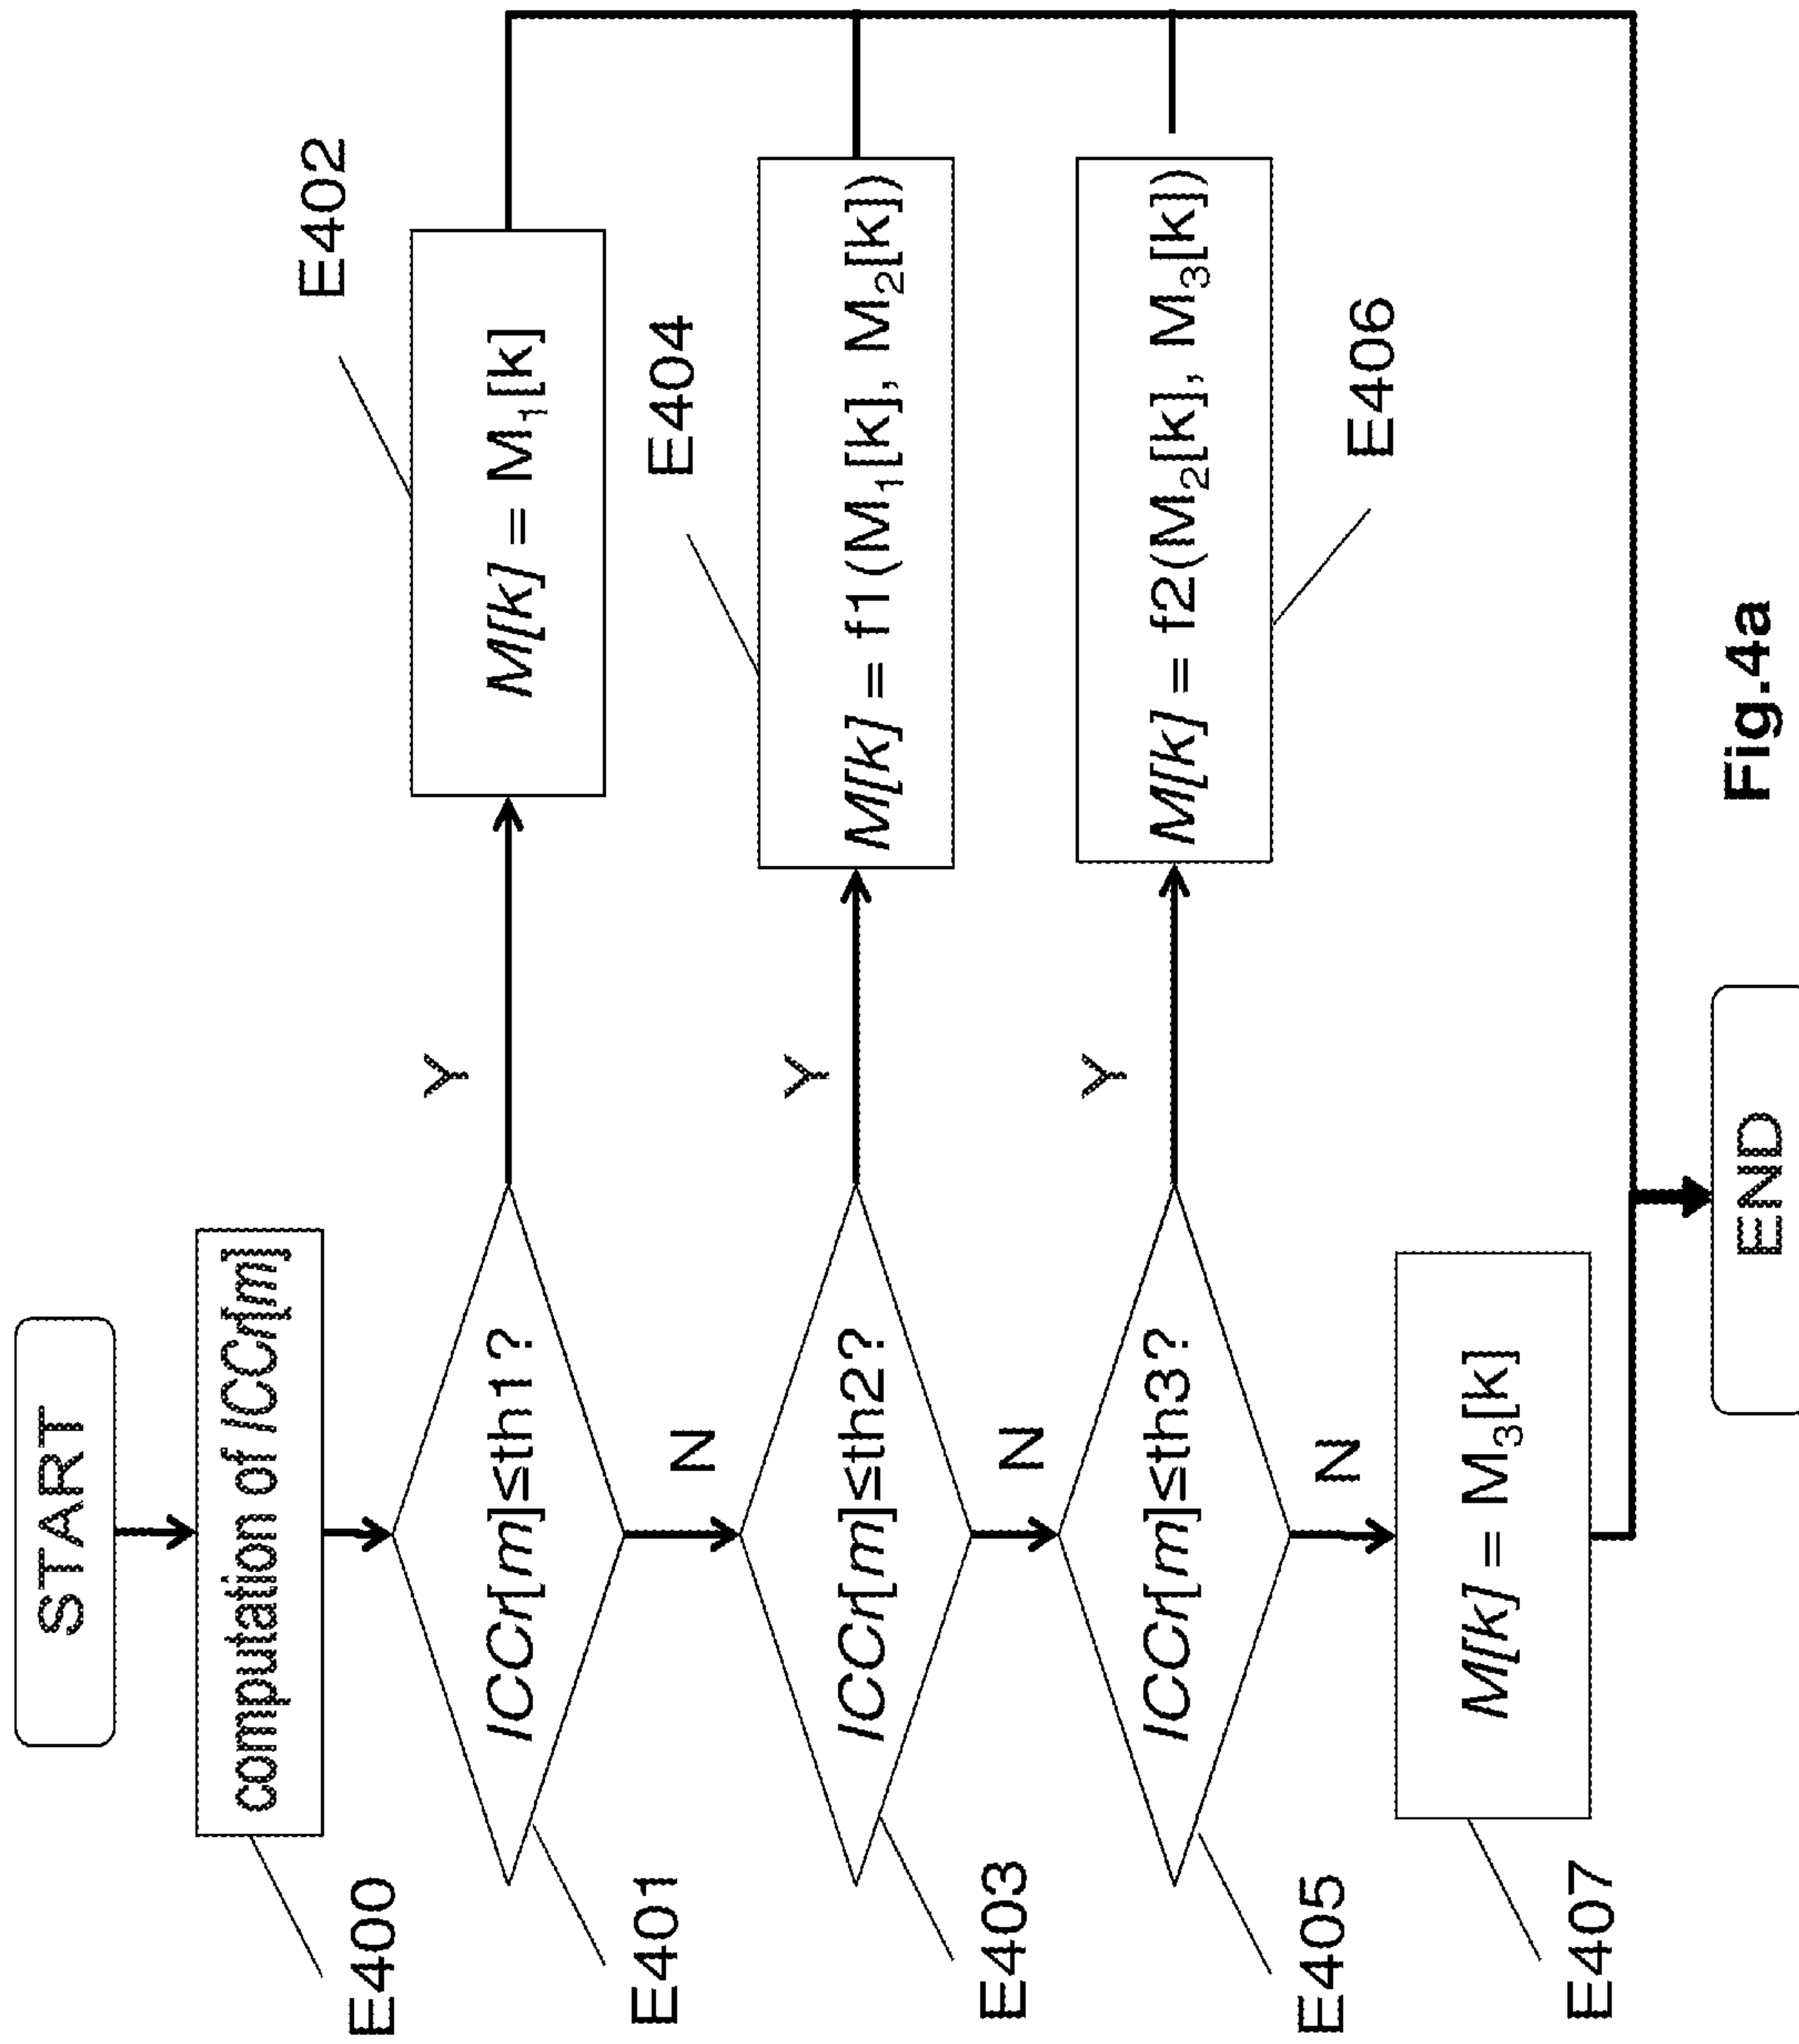 START
computation of ICCr[m]
E400
ICCr[m]≤th1?
E401
Y
M[k] = M₁[k]
E402
N
ICCr[m]≤th2?
E403
Y
M[k] = f1(M₁[k], M₂[k])
E404
N
ICCr[m]≤th3?
E405
Y
M[k] = f2(M₂[k], M₃[k])
E406
N
M[k] = M₃[k]
E407
END
Fig.4a